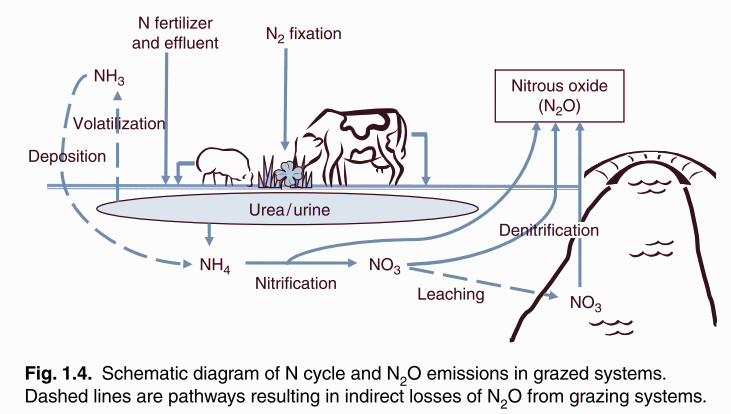 N fertilizer
and effluent
N₂ fixation
NH₃
Nitrous oxide
(N₂O)
Volatilization
Deposition
Urea/urine
Denitrification
NH₄
Nitrification
NO₃
Leaching
NO₃
Fig. 1.4. Schematic diagram of N cycle and N₂O emissions in grazed systems.
Dashed lines are pathways resulting in indirect losses of N₂O from grazing systems.